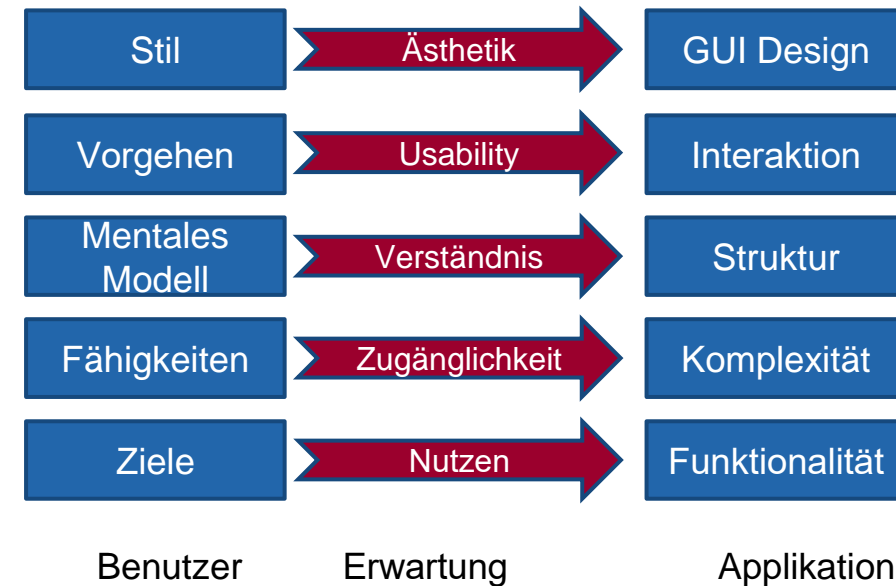 Stil Ästhetik GUI Design
Vorgehen Usability Interaktion
Mentales
Modell Verständnis Struktur
Fähigkeiten Zugänglichkeit Komplexität
Ziele Nutzen Funktionalität
Benutzer Erwartung Applikation